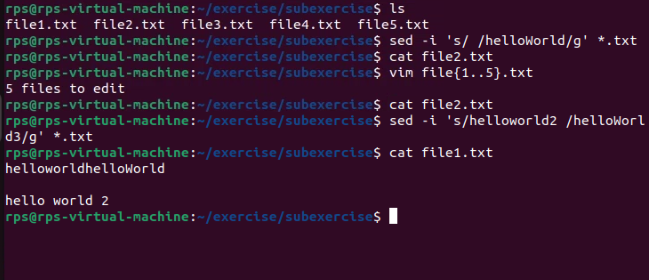 rps@rps-virtual-machine:~/exercise/subexercise$ ls
file1.txt  file2.txt  file3.txt  file4.txt  file5.txt
rps@rps-virtual-machine:~/exercise/subexercise$ sed -i 's/ /helloWorld/g' *.txt
rps@rps-virtual-machine:~/exercise/subexercise$ cat file2.txt
rps@rps-virtual-machine:~/exercise/subexercise$ vim file{1..5}.txt
5 files to edit
rps@rps-virtual-machine:~/exercise/subexercise$ cat file2.txt
rps@rps-virtual-machine:~/exercise/subexercise$ sed -i 's/helloworld2 /helloWorl
d3/g' *.txt
rps@rps-virtual-machine:~/exercise/subexercise$ cat file1.txt
helloworldhelloWorld

hello world 2
rps@rps-virtual-machine:~/exercise/subexercise$